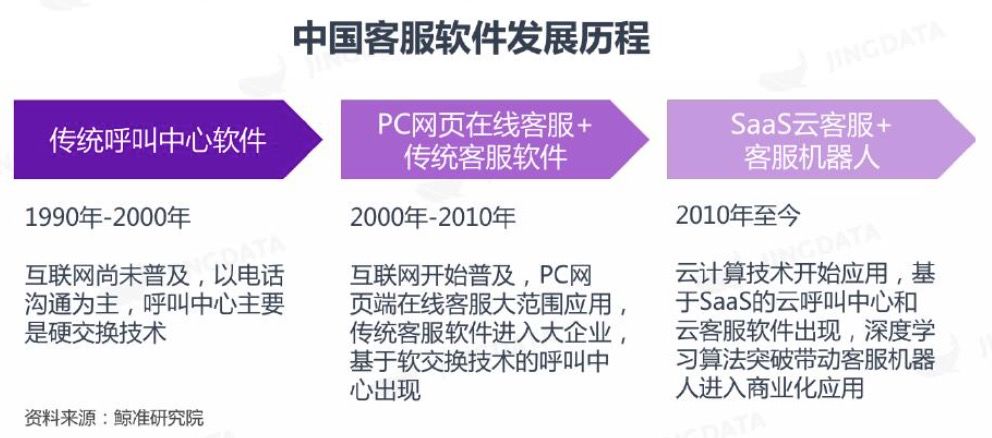 中国客服软件发展历程
传统呼叫中心软件
1990年-2000年
互联网尚未普及，以电话
沟通为主，呼叫中心主要
是硬交换技术
PC网页在线客服+
传统客服软件
2000年-2010年
互联网开始普及，PC网
页端在线客服大范围应用，
传统客服软件进入大企业，
基于软交换技术的呼叫中
心出现
SaaS云客服+
客服机器人
2010年至今
云计算技术开始应用，基
于SaaS的云呼叫中心和
云客服软件出现，深度学
习算法突破带动客服机器
人进入商业化应用
资料来源：鲸准研究院
JINGDATA
JINGDATA
JINGDATA
JINGDATA
JINGDATA